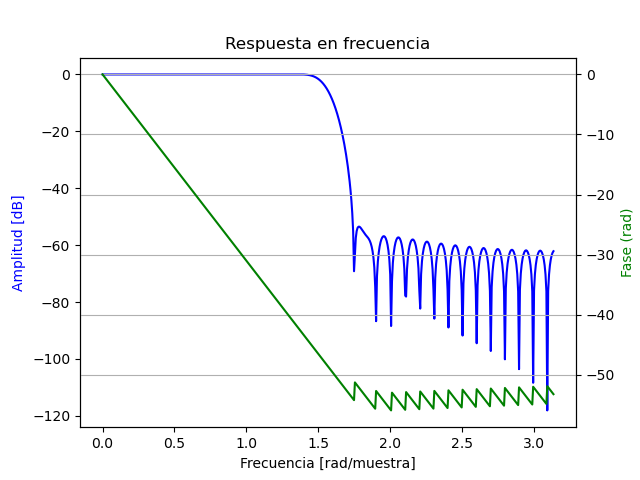 Respuesta en frecuencia
0
−20
−40
−60
−80
−100
−120
Amplitud [dB]
0
−10
−20
−30
−40
−50
Fase (rad)
0.0 0.5 1.0 1.5 2.0 2.5 3.0
Frecuencia [rad/muestra]